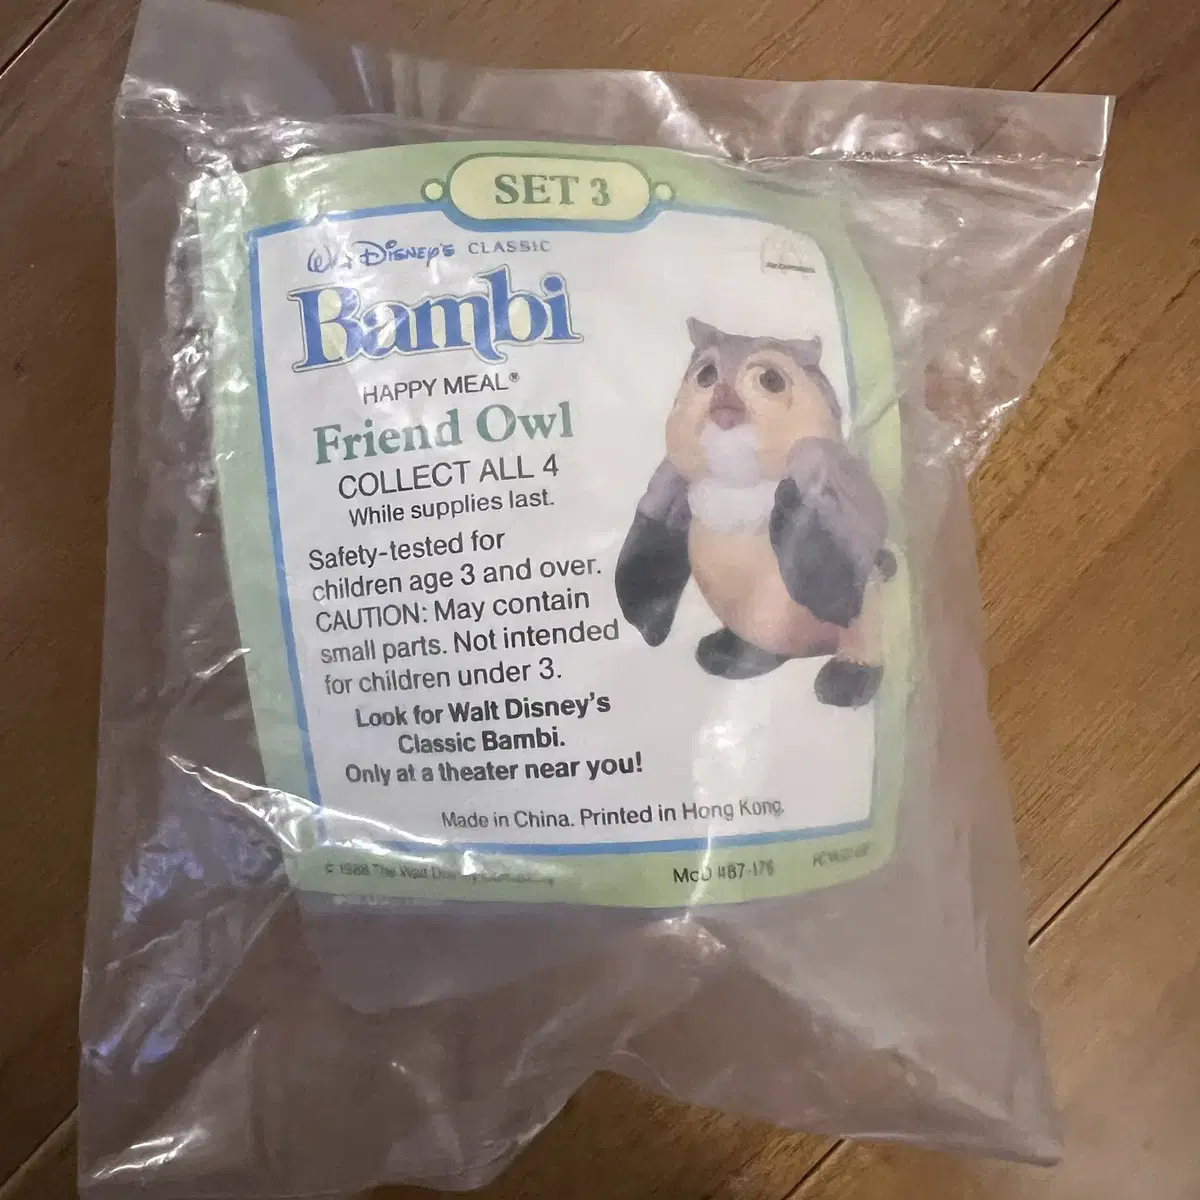 SET 3
Walt Disney's CLASSIC
Bambi
HAPPY MEAL®
Friend Owl
COLLECT ALL 4
While supplies last.
Safety-tested for
children age 3 and over.
CAUTION: May contain
small parts. Not intended
for children under 3.
Look for Walt Disney's
Classic Bambi.
Only at a theater near you!
Made in China. Printed in Hong Kong.
© 1988 The Walt Disney Company
McD #87-176